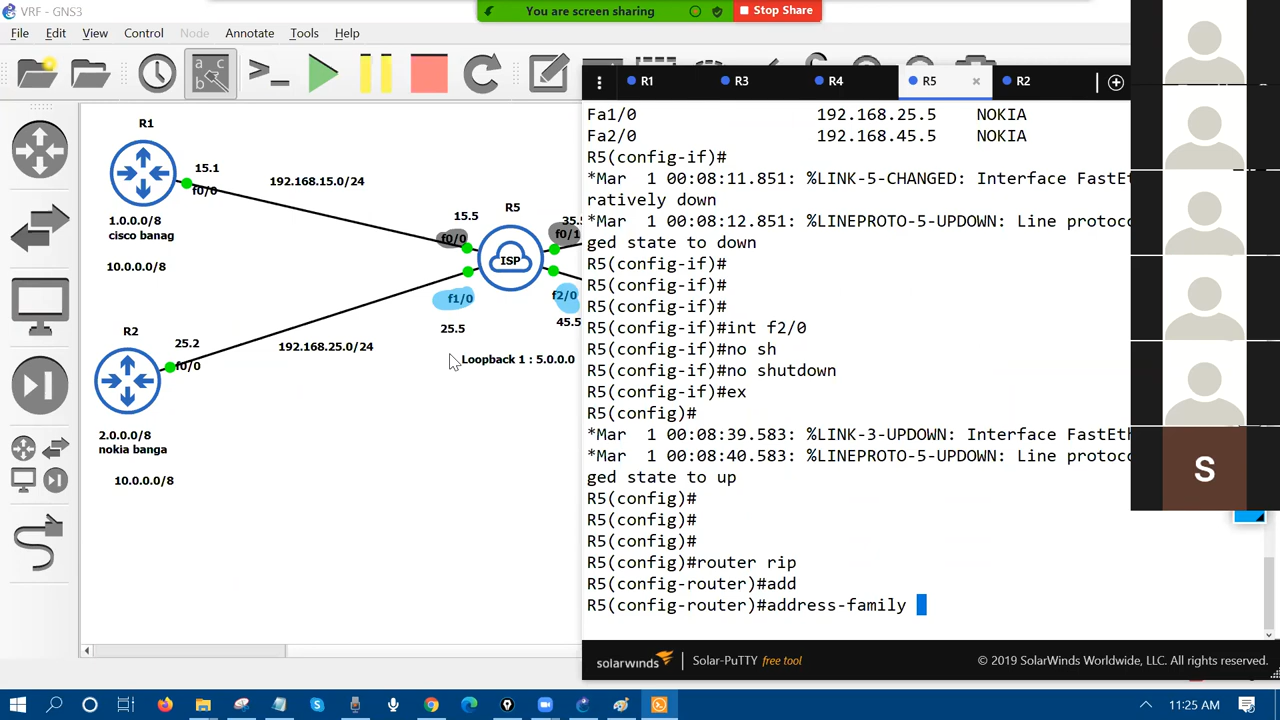 VRF - GNS3
You are screen sharing
Stop Share
File Edit View Control Node Annotate Tools Help
R1 R3 R4 R5 × R2
R1
15.1
f0/0
192.168.15.0/24
1.0.0.0/8
cisco banag
10.0.0.0/8
15.5
R5
35.5
f0/0
f0/1
ISP
f1/0
f2/0
25.5
45.5
Loopback 1 : 5.0.0.0
R2
25.2
f0/0
192.168.25.0/24
2.0.0.0/8
nokia banga
10.0.0.0/8
Fa1/0 192.168.25.5 NOKIA
Fa2/0 192.168.45.5 NOKIA
R5(config-if)#
*Mar 1 00:08:11.851: %LINK-5-CHANGED: Interface FastEt
ratively down
*Mar 1 00:08:12.851: %LINEPROTO-5-UPDOWN: Line protoc
ged state to down
R5(config-if)#
R5(config-if)#
R5(config-if)#
R5(config-if)#int f2/0
R5(config-if)#no sh
R5(config-if)#no shutdown
R5(config-if)#ex
R5(config)#
*Mar 1 00:08:39.583: %LINK-3-UPDOWN: Interface FastEth
*Mar 1 00:08:40.583: %LINEPROTO-5-UPDOWN: Line protoc
ged state to up
R5(config)#
R5(config)#
R5(config)#
R5(config)#router rip
R5(config-router)#add
R5(config-router)#address-family
S
solarwinds Solar-PuTTY free tool © 2019 SolarWinds Worldwide, LLC. All rights reserved.
11:25 AM